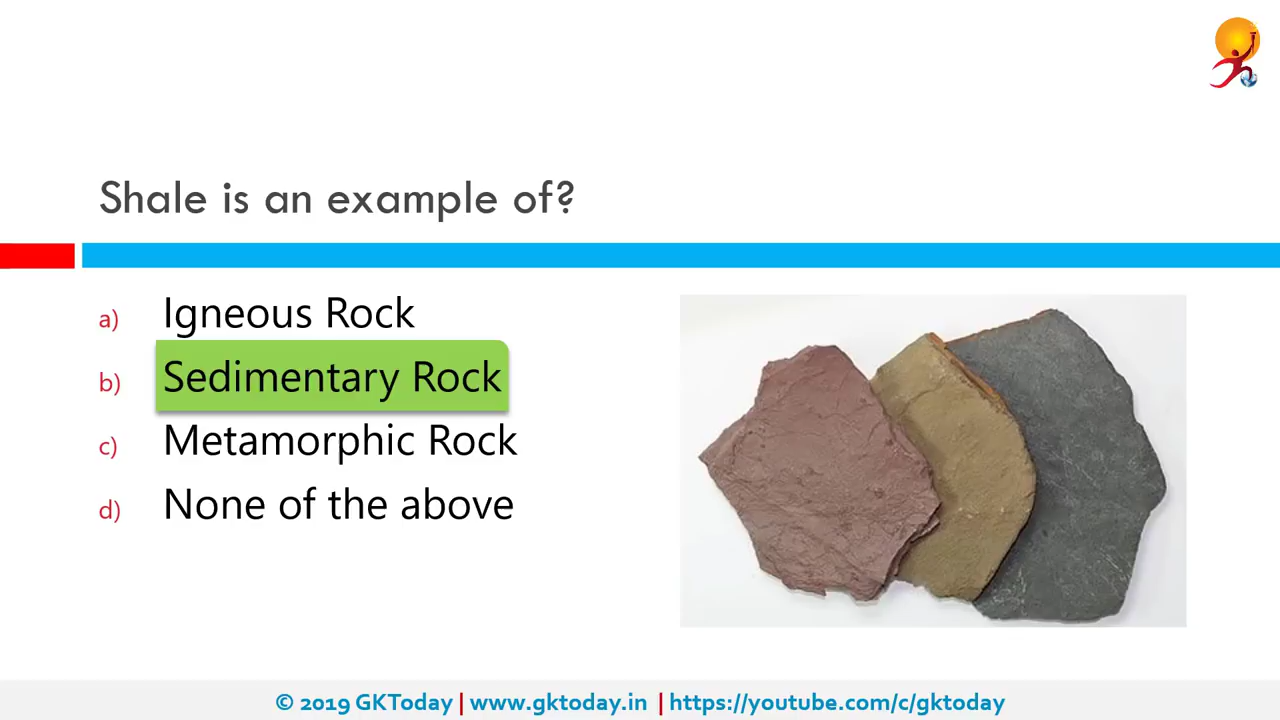 Shale is an example of?
a) Igneous Rock
b) Sedimentary Rock
c) Metamorphic Rock
d) None of the above
© 2019 GKToday | www.gktoday.in | https://youtube.com/c/gktoday